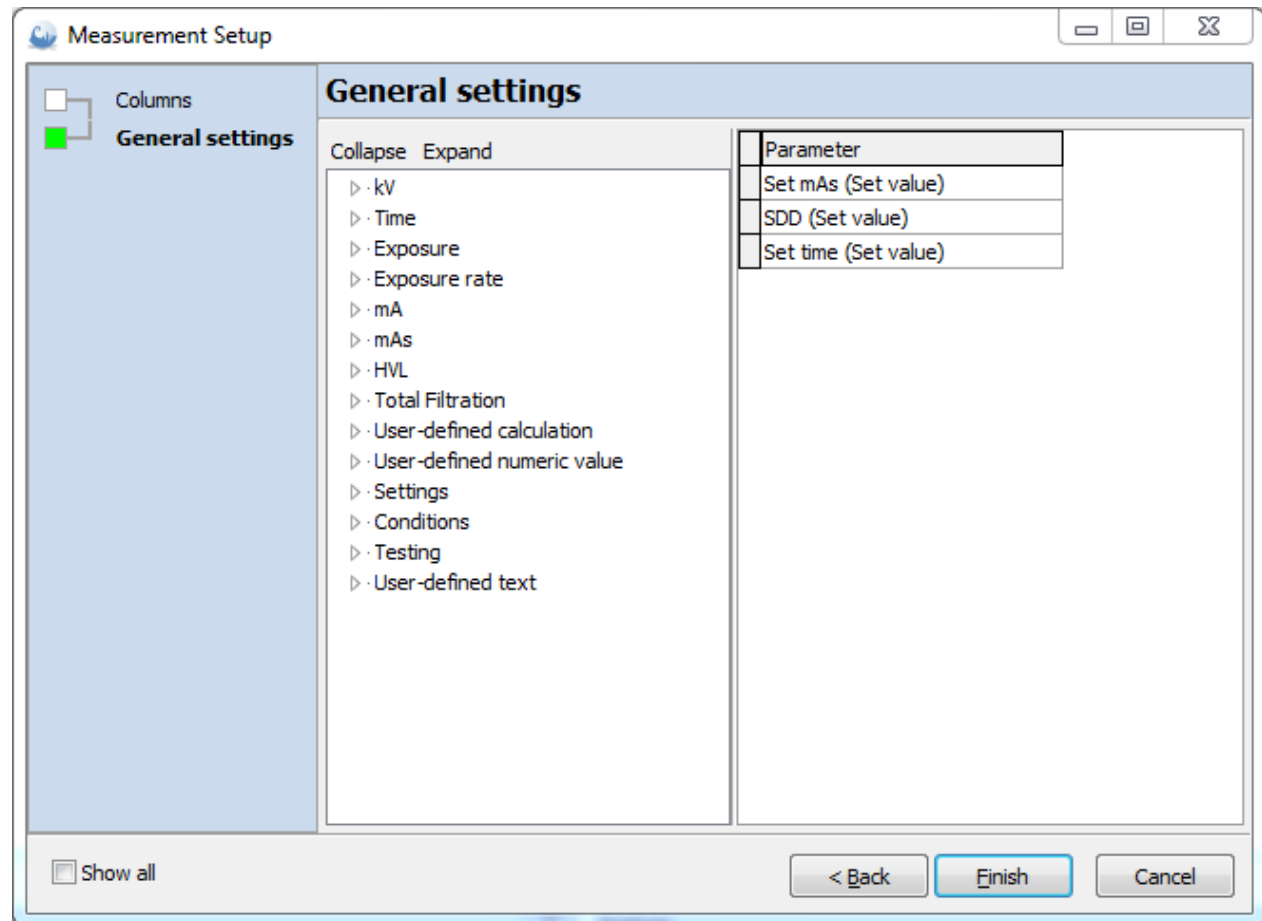 Measurement Setup
Columns
General settings
General settings
Collapse Expand
kV
Time
Exposure
Exposure rate
mA
mAs
HVL
Total Filtration
User-defined calculation
User-defined numeric value
Settings
Conditions
Testing
User-defined text
Parameter
Set mAs (Set value)
SDD (Set value)
Set time (Set value)
Show all
< Back
Finish
Cancel